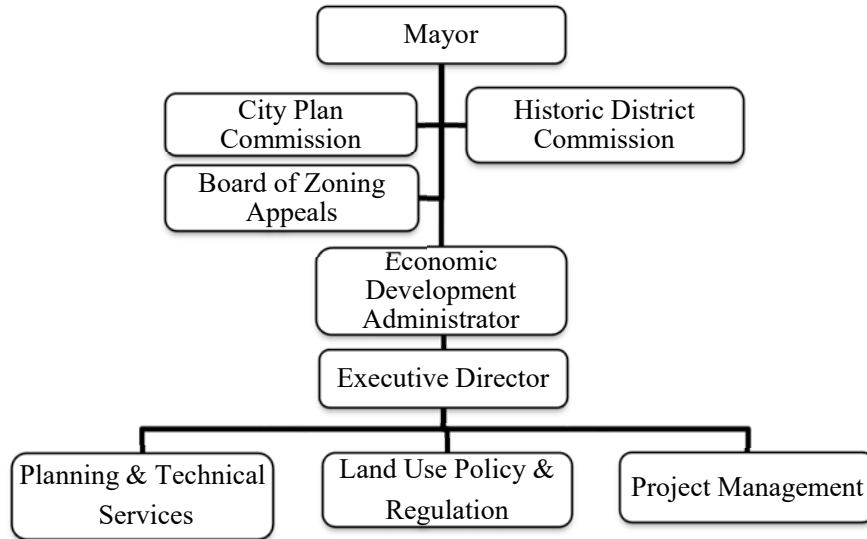 Mayor
City Plan
Commission
Historic District
Commission
Board of Zoning
Appeals
Economic
Development
Administrator
Executive Director
Planning & Technical
Services
Land Use Policy &
Regulation
Project Management